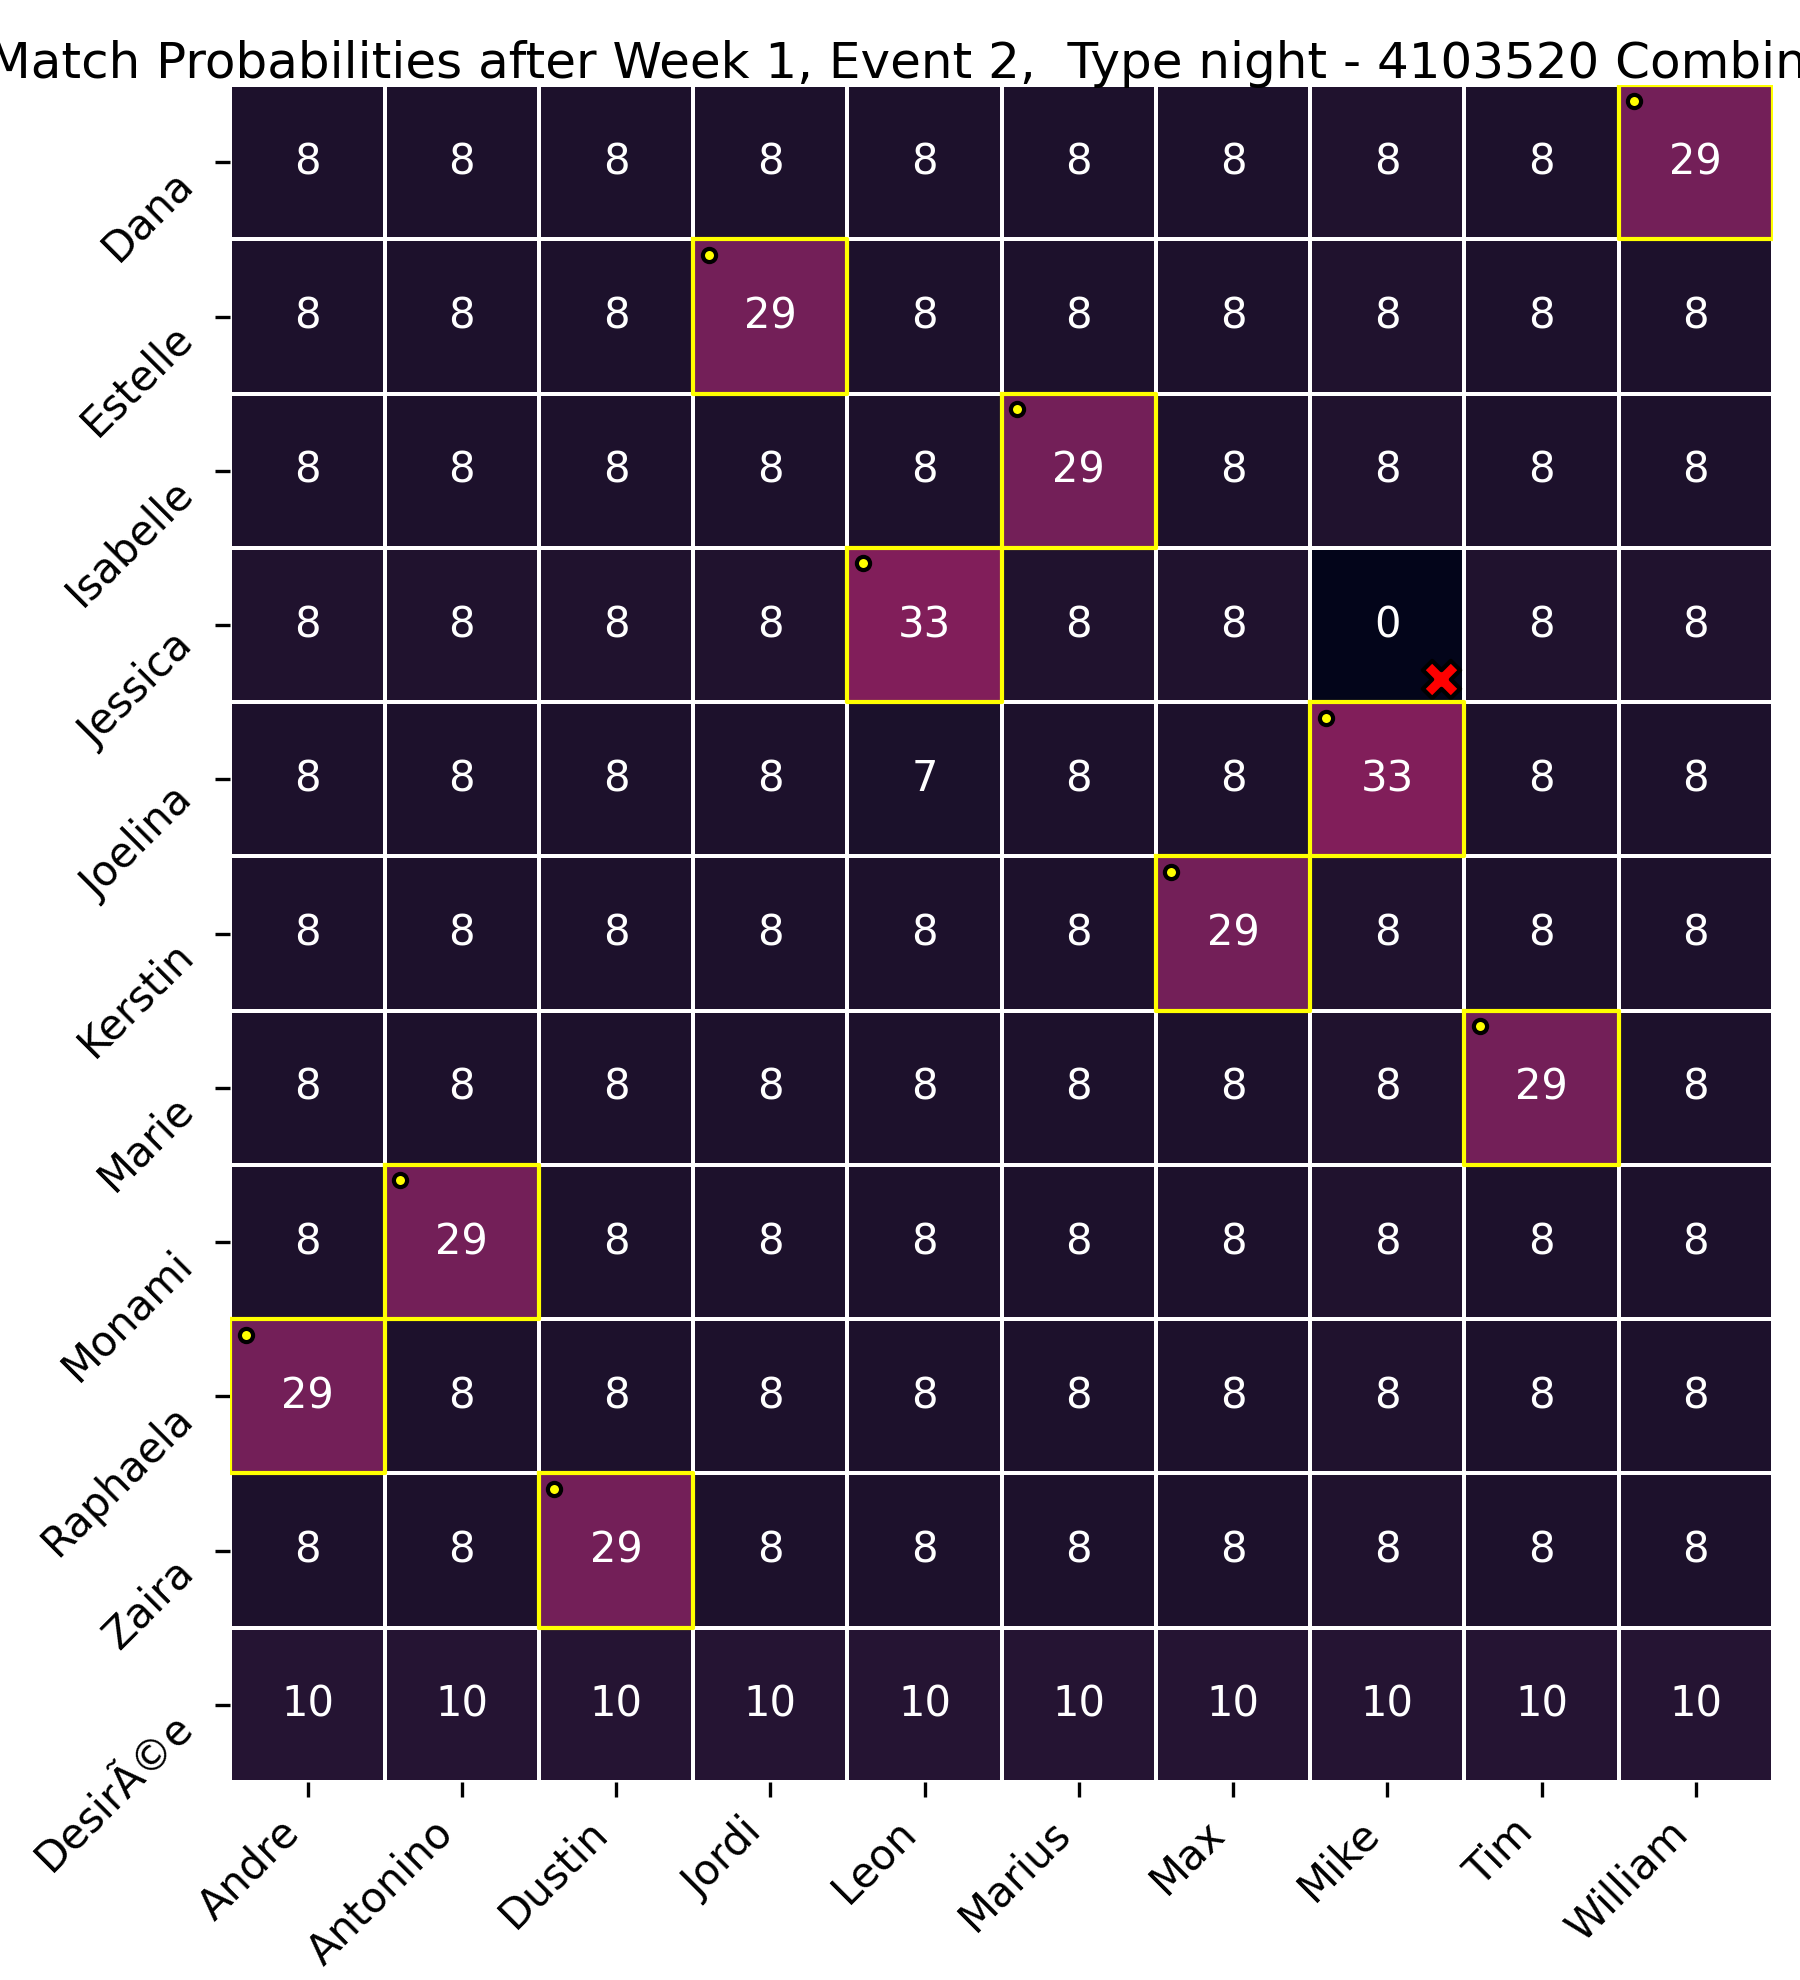 Match Probabilities after Week 1, Event 2,  Type night - 4103520 Combin
Dana 8 8 8 8 8 8 8 8 8 29
Estelle 8 8 8 29 8 8 8 8 8 8
Isabelle 8 8 8 8 8 29 8 8 8 8
Jessica 8 8 8 8 33 8 8 0 8 8
Joelina 8 8 8 8 7 8 8 33 8 8
Kerstin 8 8 8 8 8 8 29 8 8 8
Marie 8 8 8 8 8 8 8 8 29 8
Monami 8 29 8 8 8 8 8 8 8 8
Raphaela 29 8 8 8 8 8 8 8 8 8
Zaira 8 8 29 8 8 8 8 8 8 8
DesirÃ©e 10 10 10 10 10 10 10 10 10 10
Andre Antonino Dustin Jordi Leon Marius Max Mike Tim William